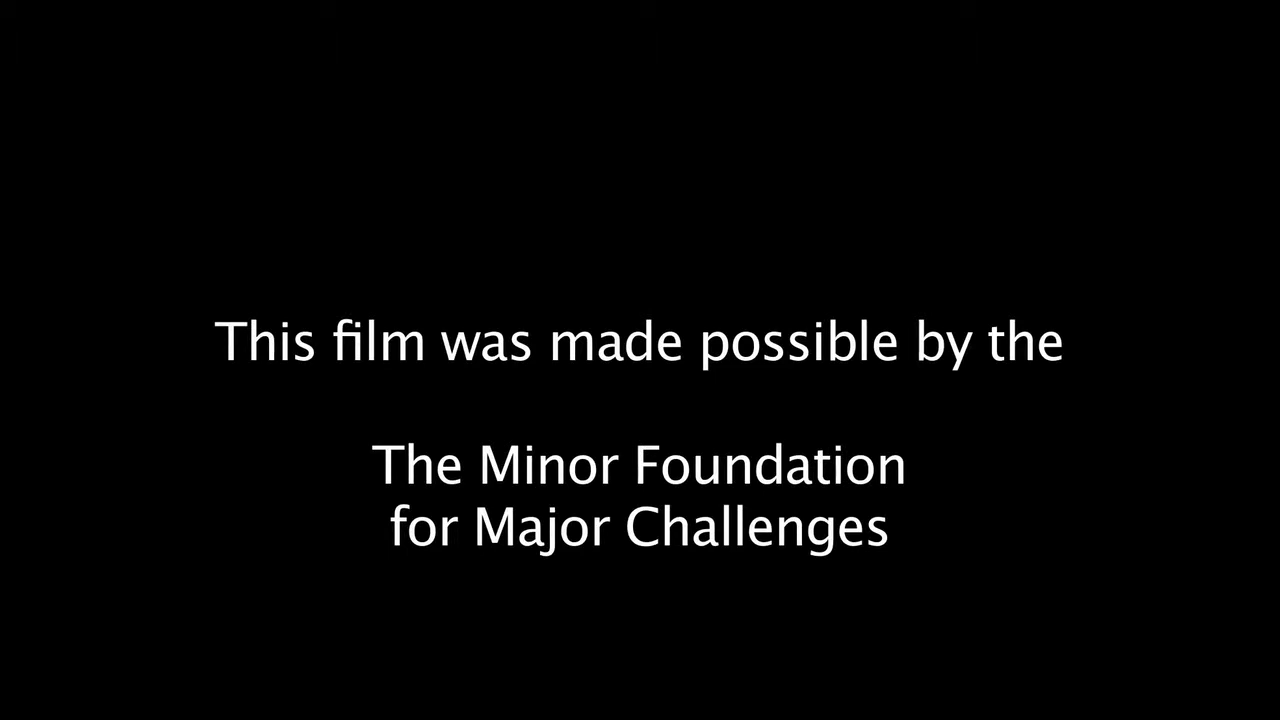 This film was made possible by the
The Minor Foundation
for Major Challenges